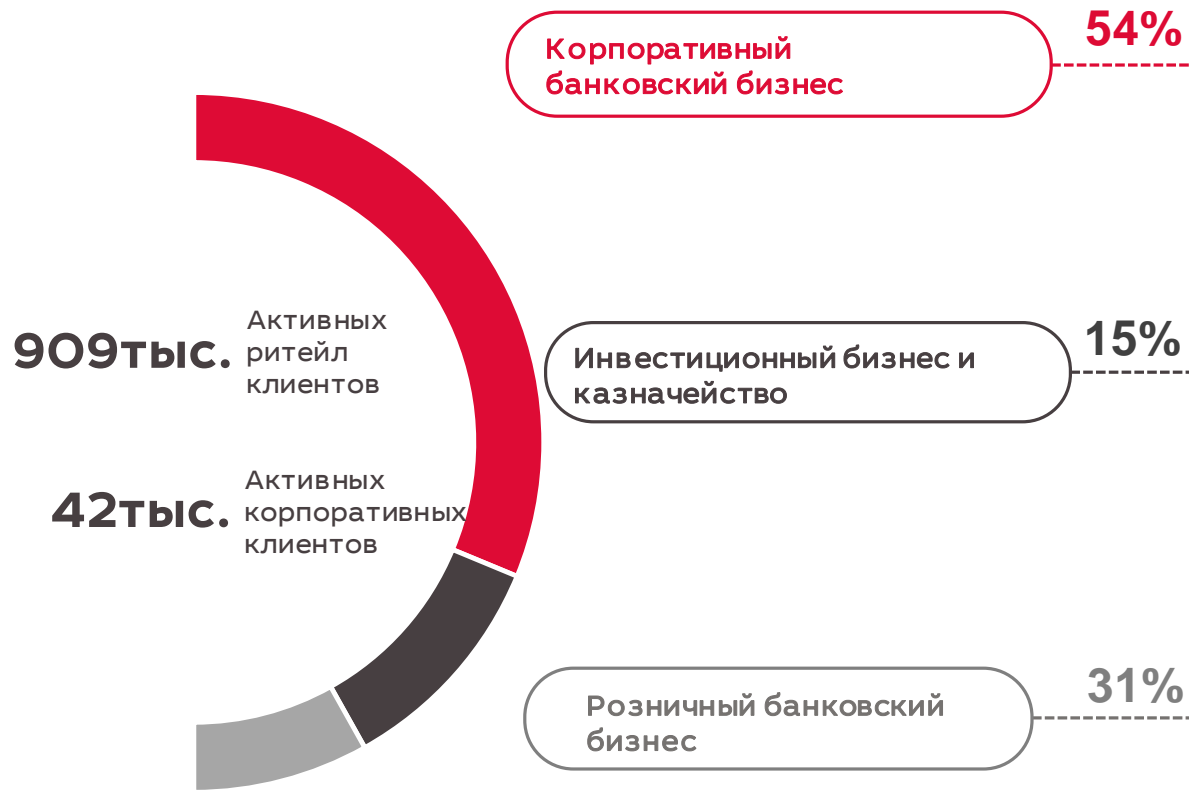 54%
Корпоративный
банковский бизнес
909тыс.
Активных
ритейл
клиентов
15%
Инвестиционный бизнес и
казначейство
42тыс.
Активных
корпоративных
клиентов
31%
Розничный банковский
бизнес